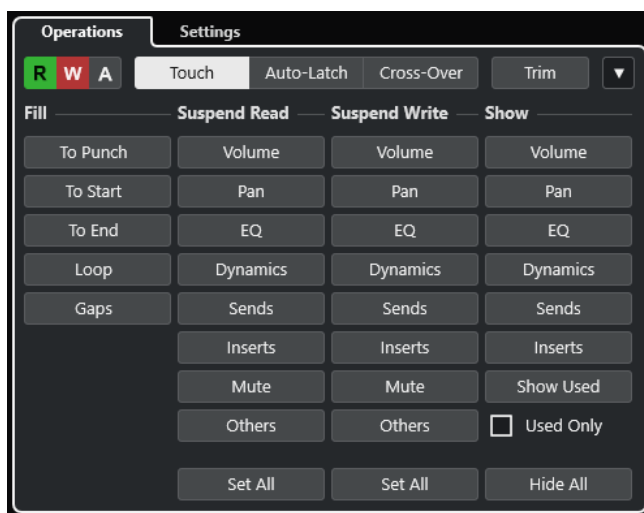 Operations Settings
R W A Touch Auto-Latch Cross-Over Trim
Fill Suspend Read Suspend Write Show
To Punch Volume Volume Volume
To Start Pan Pan Pan
To End EQ EQ EQ
Loop Dynamics Dynamics Dynamics
Gaps Sends Sends Sends
Inserts Inserts Inserts
Mute Mute Show Used
Others Others Used Only
Set All Set All Hide All